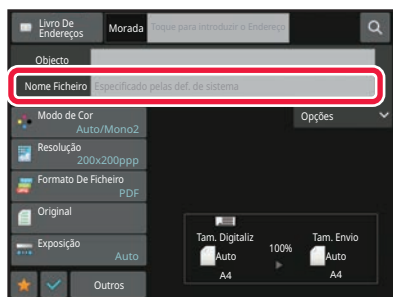 Livro De
Endereços
Morada
Toque para introduzir o Endereço
Objecto
Nome Ficheiro
Especificado pelas def. de sistema
Modo de Cor
Auto/Mono2
Opções
Resolução
200x200ppp
Formato De Ficheiro
PDF
Original
Exposição
Auto
Tam. Digitaliz
100%
Tam. Envio
Auto
Auto
A4
A4
Outros